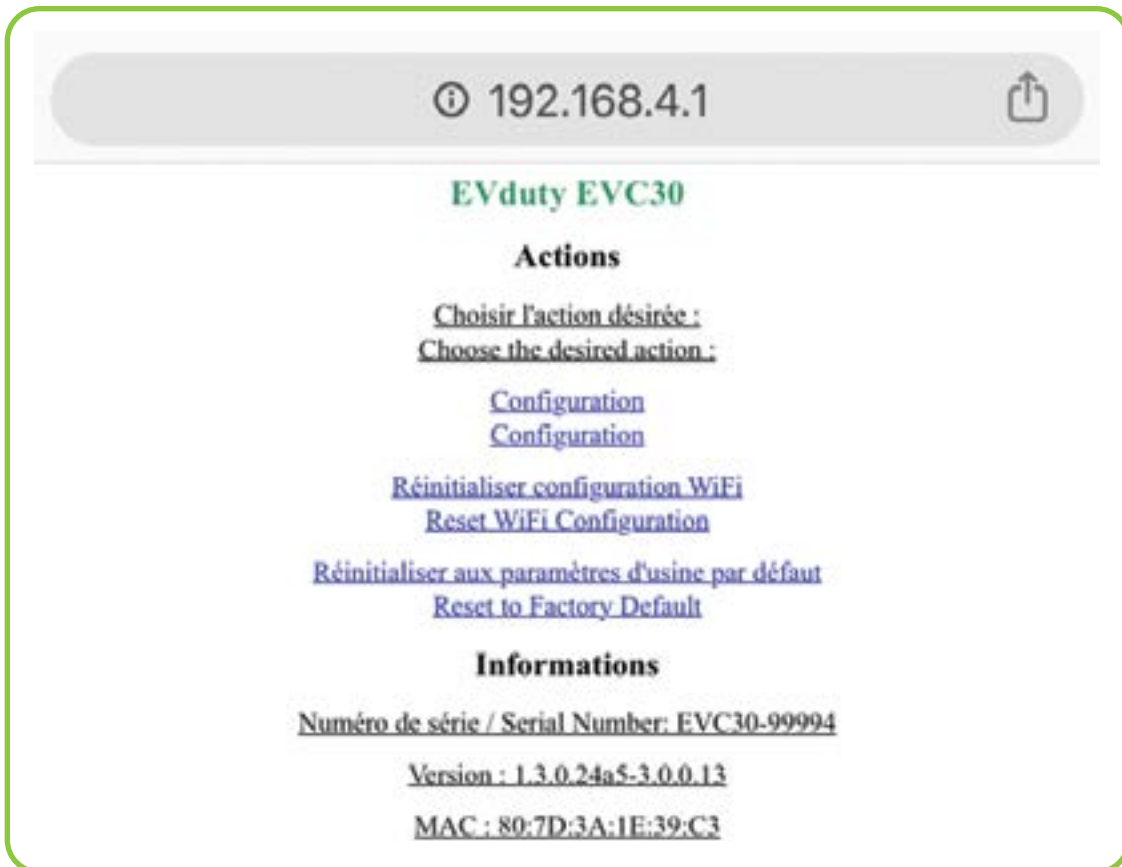 192.168.4.1
EVduty EVC30
Actions
Choisir l'action désirée :
Choose the desired action :
Configuration
Configuration
Réinitialiser configuration WiFi
Reset WiFi Configuration
Réinitialiser aux paramètres d'usine par défaut
Reset to Factory Default
Informations
Numéro de série / Serial Number: EVC30-99994
Version : 1.3.0.24a5-3.0.0.13
MAC : 80:7D:3A:1E:39:C3